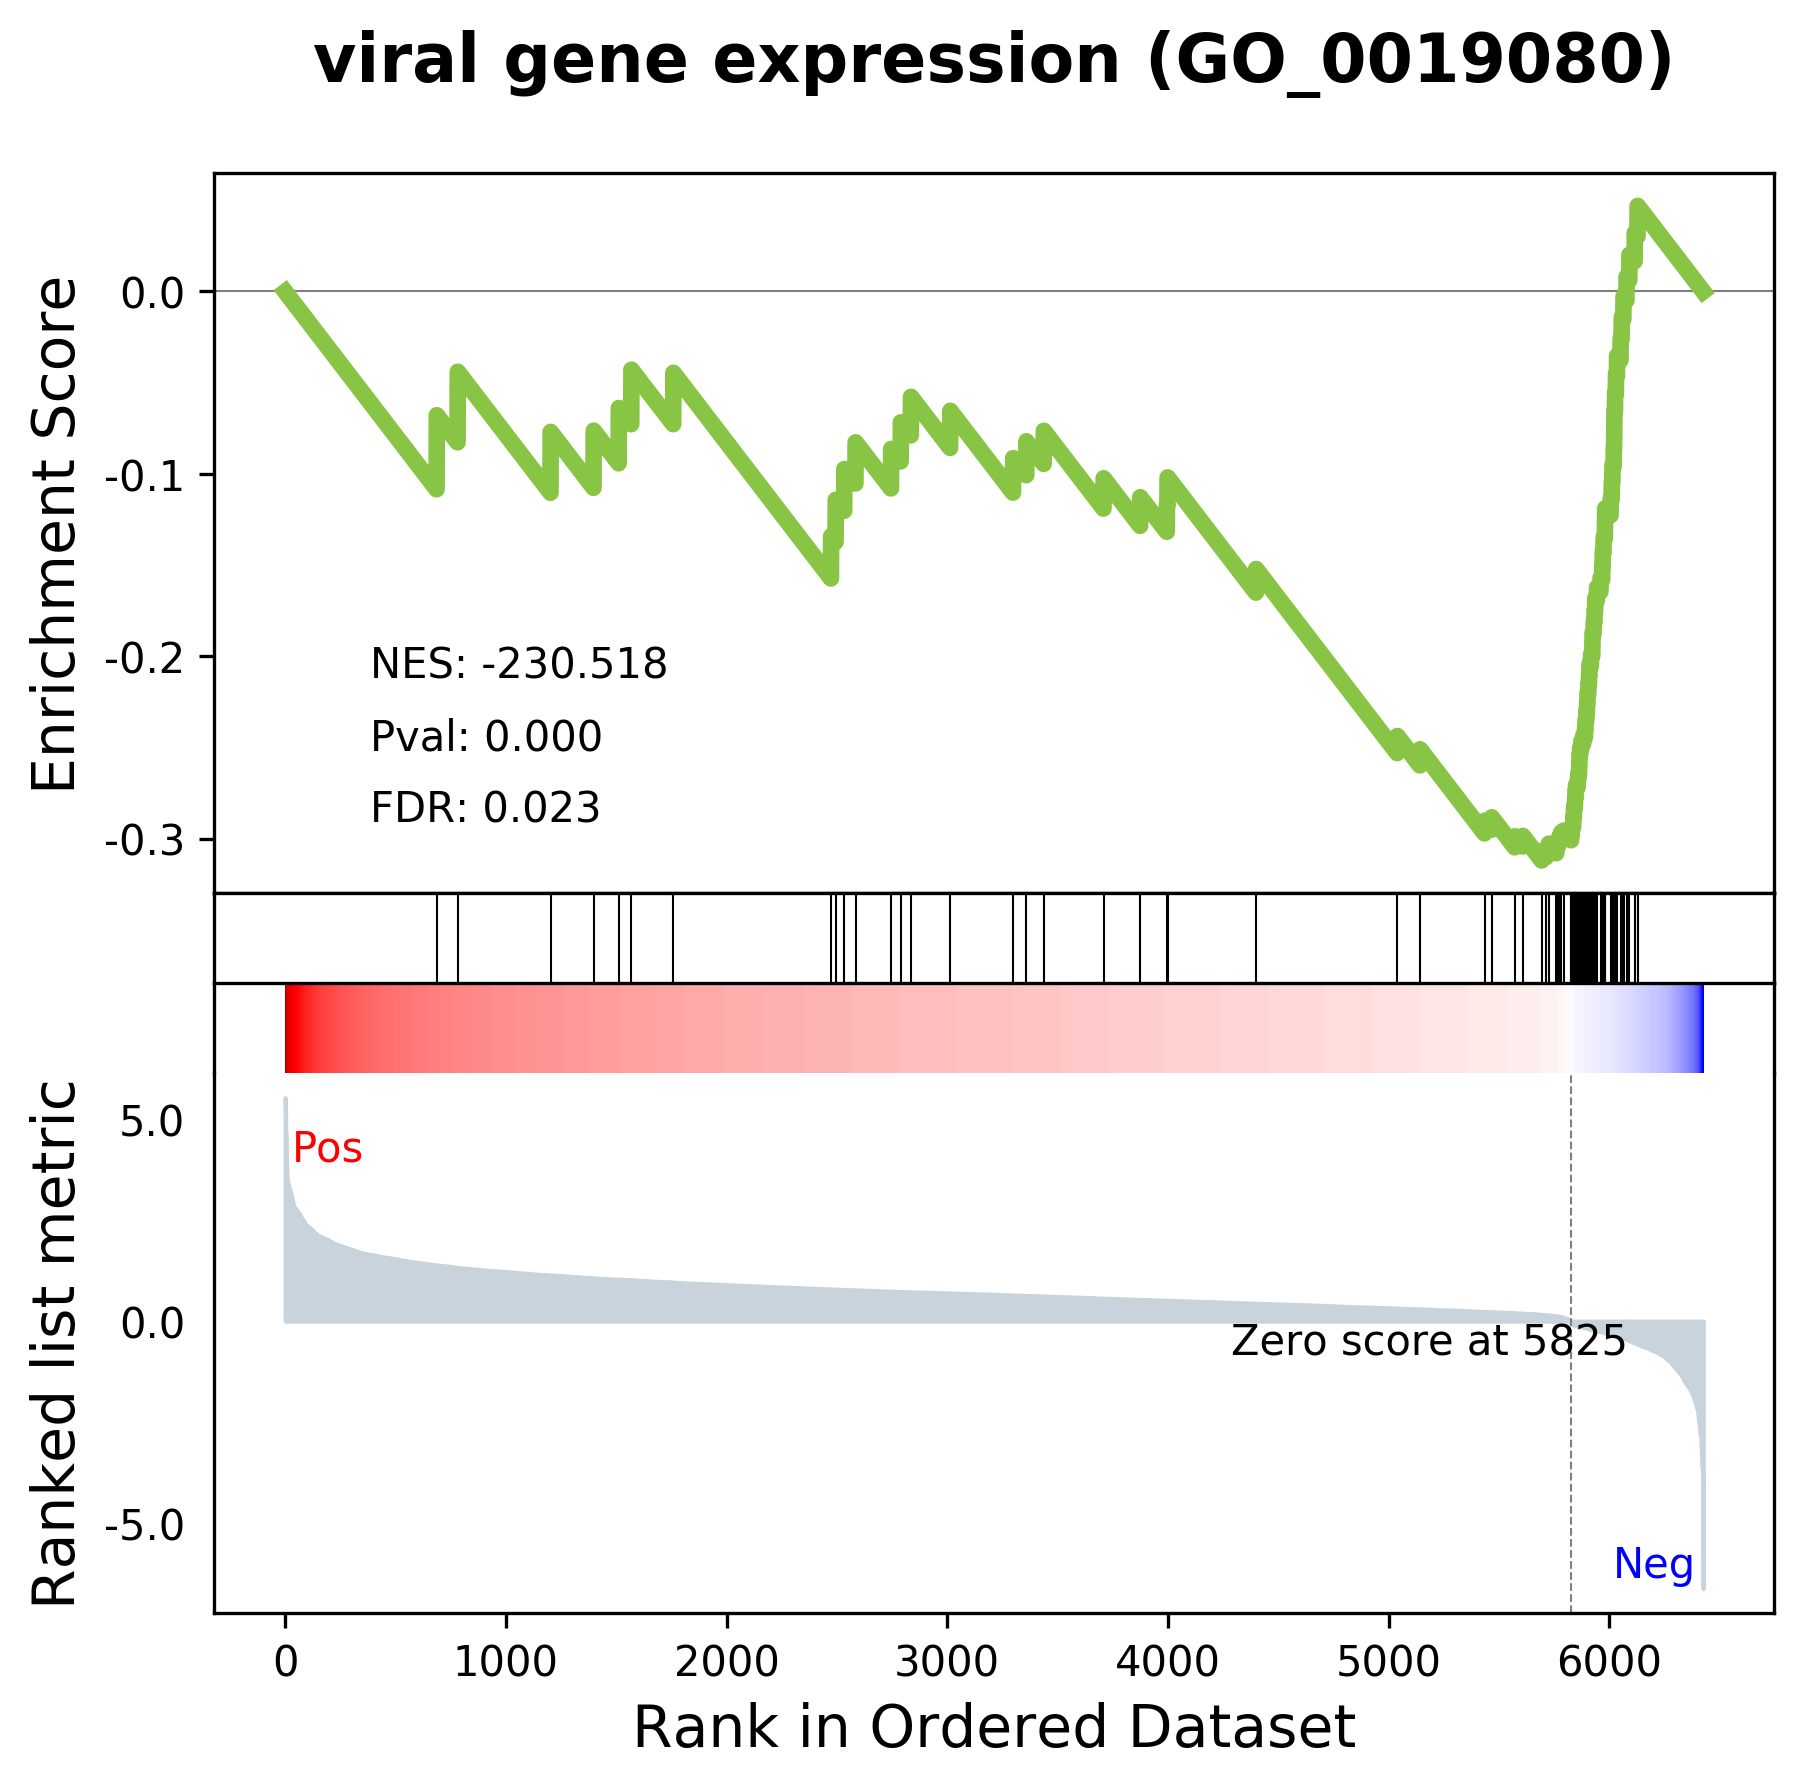 viral gene expression (GO_0019080)
Enrichment Score
0.0
-0.1
-0.2
-0.3
NES: -230.518
Pval: 0.000
FDR: 0.023
Ranked list metric
5.0
0.0
-5.0
Pos
Zero score at 5825
Neg
0 1000 2000 3000 4000 5000 6000
Rank in Ordered Dataset